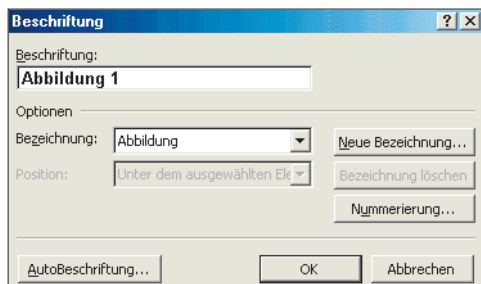 Beschriftung
Beschriftung:
Abbildung 1
Optionen
Bezeichnung: Abbildung Neue Bezeichnung...
Position: Unter dem ausgewählten Bezeichnung löschen
Nummerierung...
AutoBeschriftung... OK Abbrechen